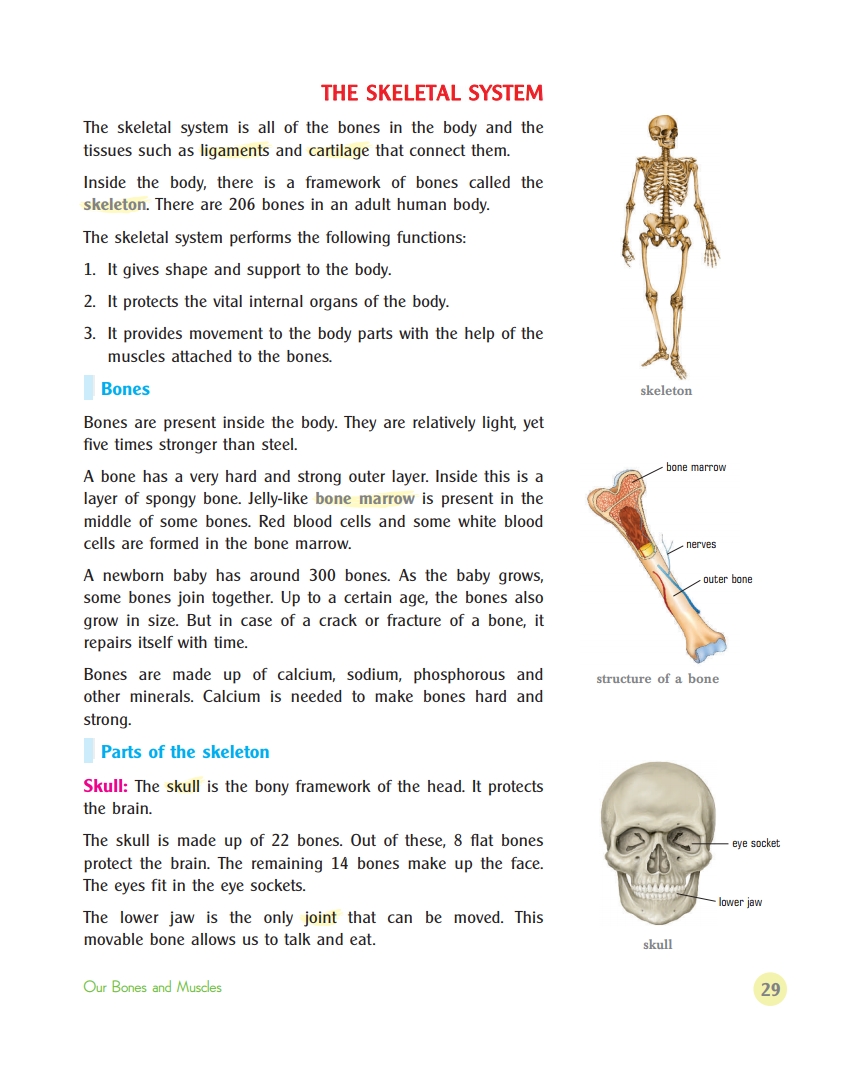 THE SKELETAL SYSTEM
The skeletal system is all of the bones in the body and the
tissues such as ligaments and cartilage that connect them.
Inside the body, there is a framework of bones called the
skeleton. There are 206 bones in an adult human body.
The skeletal system performs the following functions:
1. It gives shape and support to the body.
2. It protects the vital internal organs of the body.
3. It provides movement to the body parts with the help of the
muscles attached to the bones.
skeleton
Bones
Bones are present inside the body. They are relatively light, yet
five times stronger than steel.
A bone has a very hard and strong outer layer. Inside this is a
layer of spongy bone. Jelly-like bone marrow is present in the
middle of some bones. Red blood cells and some white blood
cells are formed in the bone marrow.
A newborn baby has around 300 bones. As the baby grows,
some bones join together. Up to a certain age, the bones also
grow in size. But in case of a crack or fracture of a bone, it
repairs itself with time.
Bones are made up of calcium, sodium, phosphorous and
other minerals. Calcium is needed to make bones hard and
strong.
bone marrow
nerves
outer bone
structure of a bone
Parts of the skeleton
Skull: The skull is the bony framework of the head. It protects
the brain.
The skull is made up of 22 bones. Out of these, 8 flat bones
protect the brain. The remaining 14 bones make up the face.
The eyes fit in the eye sockets.
The lower jaw is the only joint that can be moved. This
movable bone allows us to talk and eat.
eye socket
lower jaw
skull
Our Bones and Muscles
29